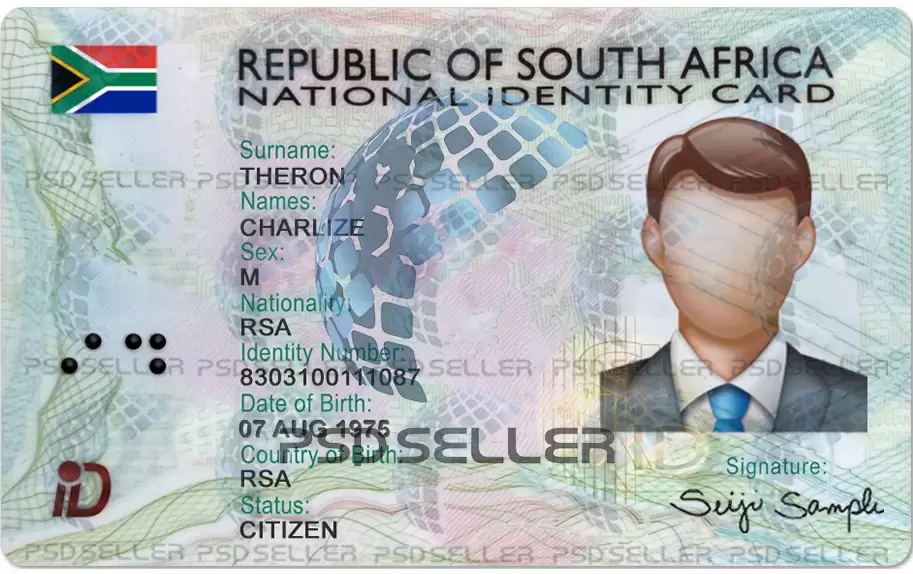 REPUBLIC OF SOUTH AFRICA
NATIONAL iDENTITY CARD
Surname:
THERON
Names:
CHARLIZE
Sex:
M
Nationality:
RSA
Identity Number:
8303100111087
Date of Birth:
07 AUG 1975
Country of Birth:
RSA
Status:
CITIZEN
Signature:
Seiji Sample
iD
PSD SELLER iD
PSD SELLER PSD SELLER PSD SELLER PSD SELLER PSD SELLER
PSD SELLER PSD SELLER PSD SELLER PSD SELLER PSD SELLER
PSD SELLER PSD SELLER PSD SELLER PSD SELLER PSD SELLER